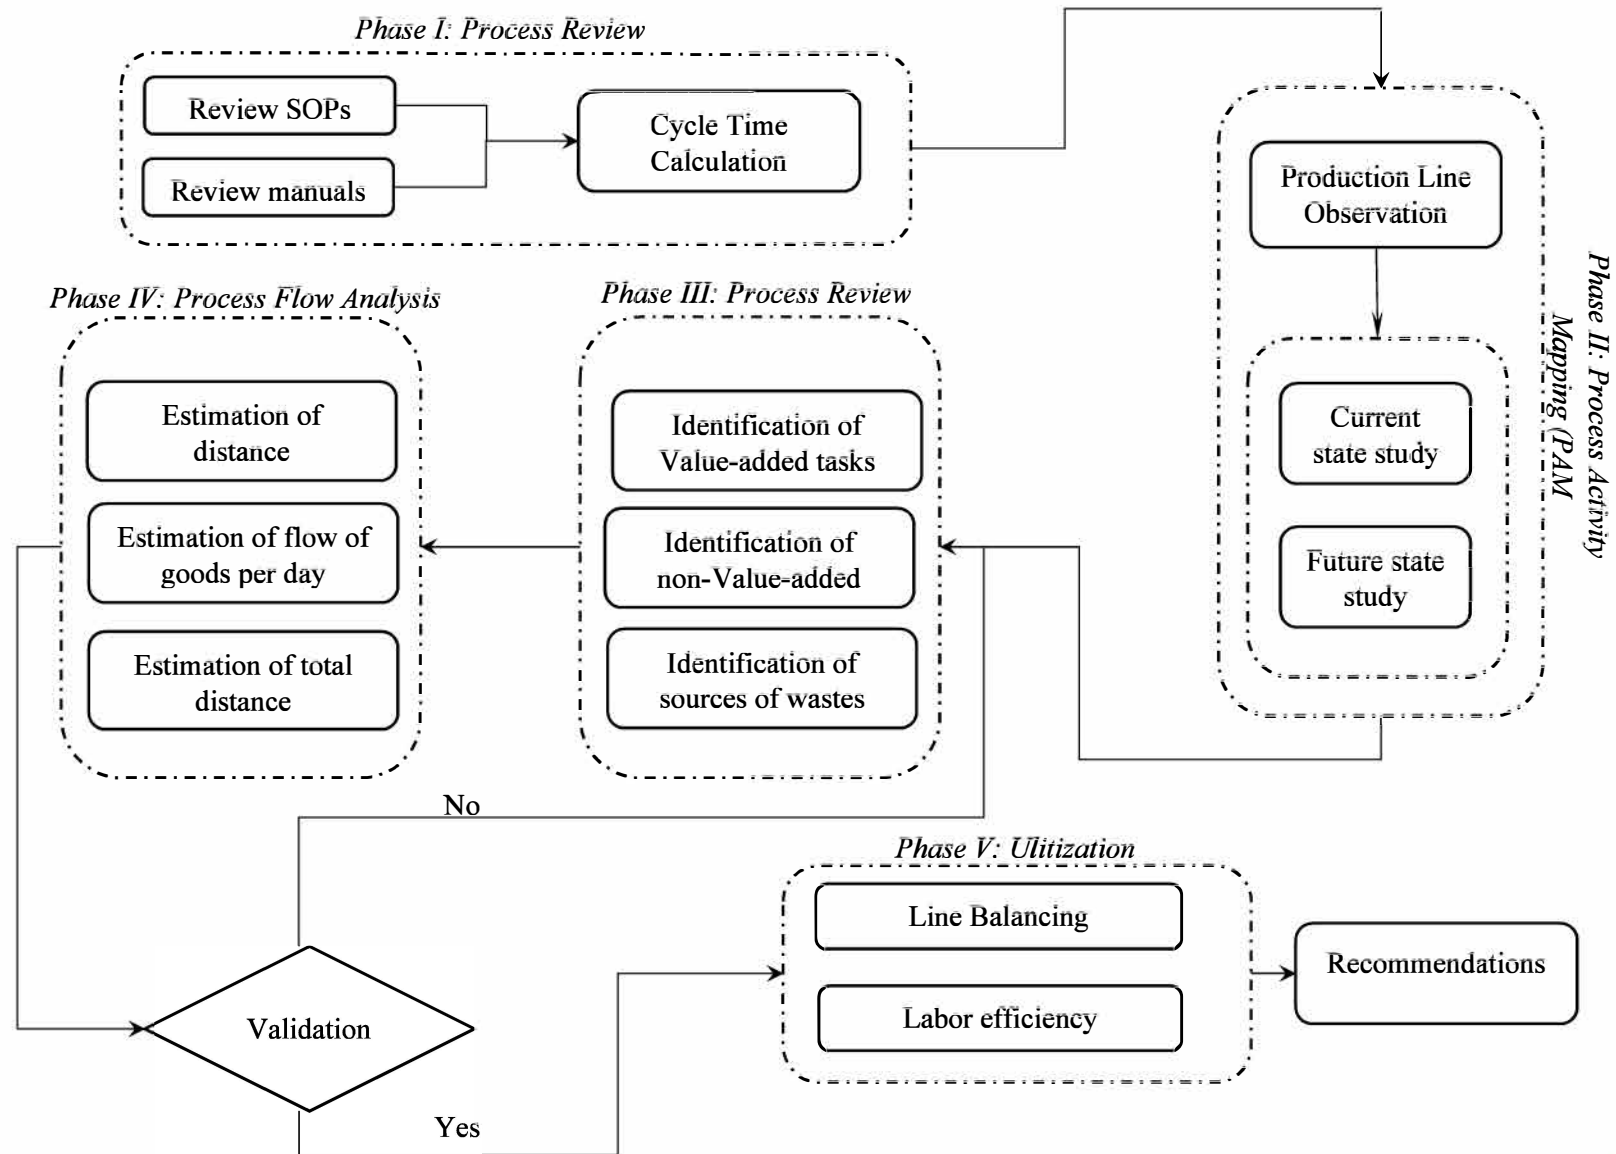 Phase I: Process Review
Review SOPs
Review manuals
Cycle Time
Calculation
Production Line
Observation
Current
state study
Future state
study
Phase II: Process Activity
Mapping (PAM
Phase III: Process Review
Identification of
Value-added tasks
Identification of
non-Value-added
Identification of
sources of wastes
Phase IV: Process Flow Analysis
Estimation of
distance
Estimation of flow of
goods per day
Estimation of total
distance
No
Validation
Yes
Phase V: Ulitization
Line Balancing
Labor efficiency
Recommendations